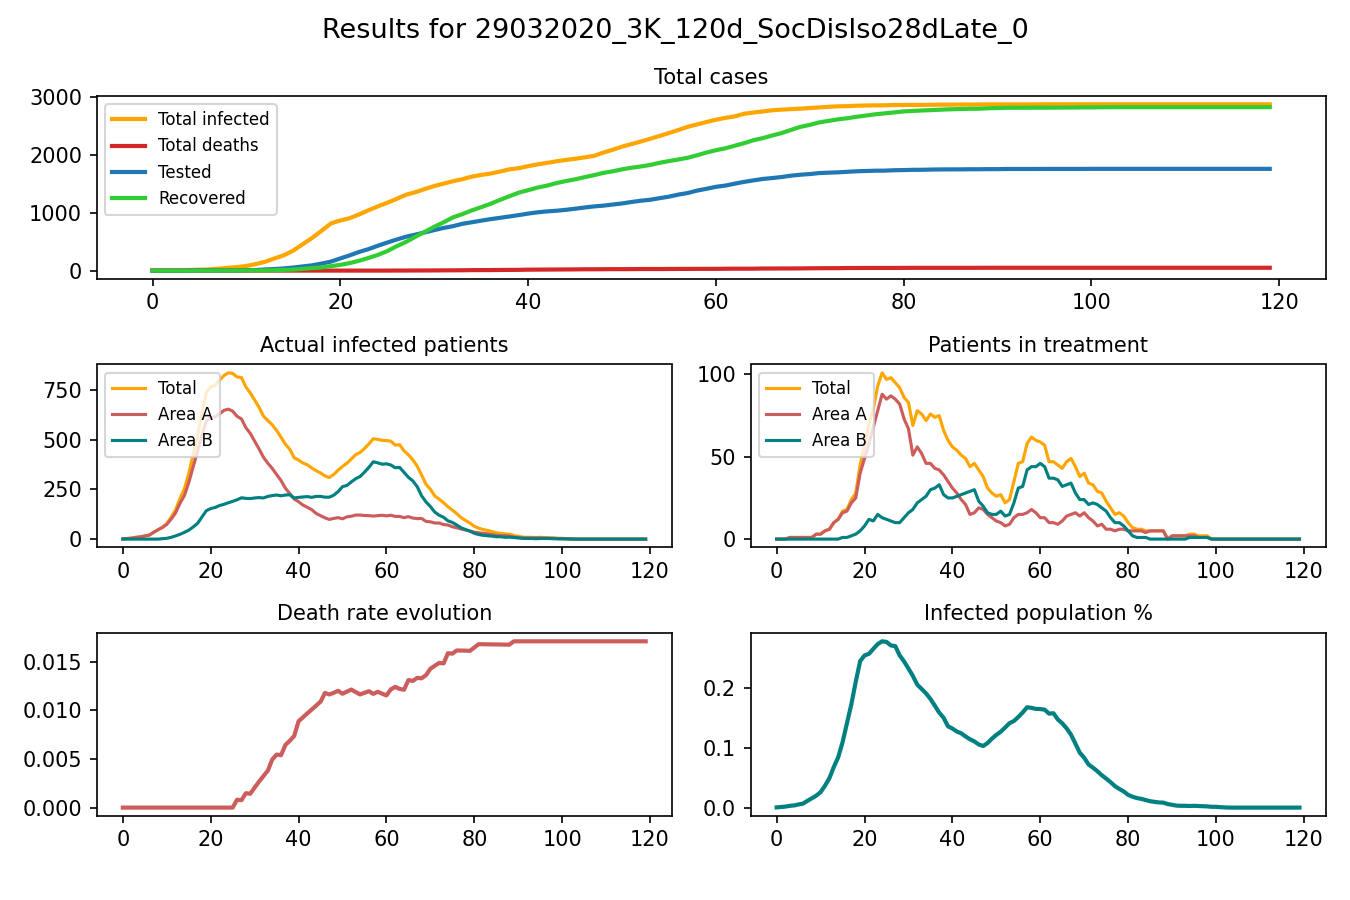 Results for 29032020_3K_120d_SocDisIso28dLate_0
Total cases
3000
2000
1000
0
Total infected
Total deaths
Tested
Recovered
0 20 40 60 80 100 120
Actual infected patients
750
500
250
0
Total
Area A
Area B
0 20 40 60 80 100 120
Patients in treatment
100
50
0
Total
Area A
Area B
0 20 40 60 80 100 120
Death rate evolution
0.015
0.010
0.005
0.000
0 20 40 60 80 100 120
Infected population %
0.2
0.1
0.0
0 20 40 60 80 100 120